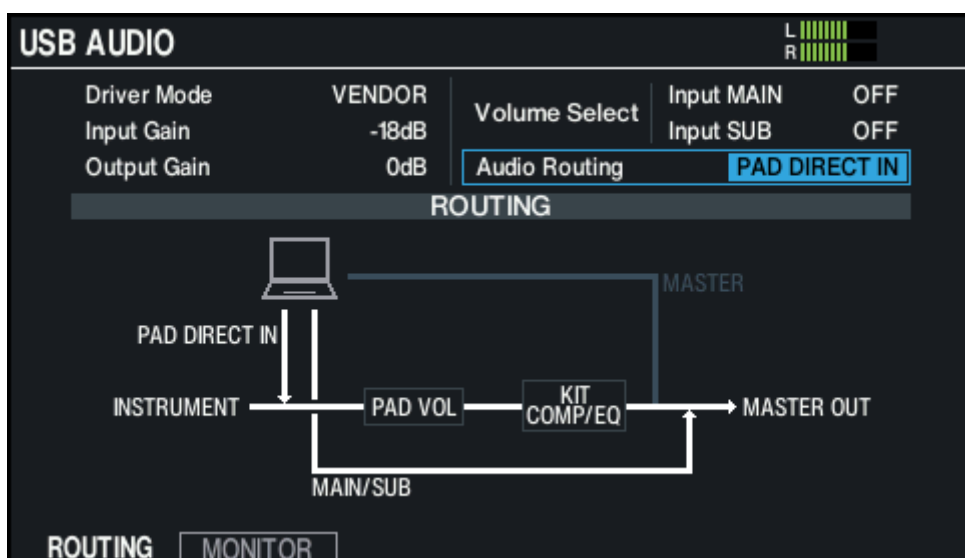 USB AUDIO
L
R
Driver Mode VENDOR
Input Gain -18dB
Output Gain 0dB
Volume Select
Input MAIN OFF
Input SUB OFF
Audio Routing PAD DIRECT IN
ROUTING
MASTER
PAD DIRECT IN
INSTRUMENT
PAD VOL
KIT
COMP/EQ
MASTER OUT
MAIN/SUB
ROUTING MONITOR